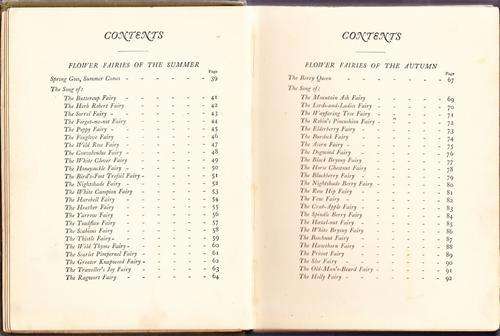 CONTENTS
FLOWER FAIRIES OF THE SUMMER
Page
Spring Goes, Summer Comes - - - - - 39
The Song of:
The Buttercup Fairy - - - - - 41
The Herb Robert Fairy - - - - - 42
The Sorrel Fairy - - - - - 43
The Forget-me-not Fairy - - - - - 44
The Poppy Fairy - - - - - 45
The Foxglove Fairy - - - - - 46
The Wild Rose Fairy - - - - - 47
The Convolvulus Fairy - - - - - 48
The White Clover Fairy - - - - - 49
The Honeysuckle Fairy - - - - - 50
The Bird's-Foot Trefoil Fairy - - - - - 51
The Nightshade Fairy - - - - - 52
The White Campion Fairy - - - - - 53
The Harebell Fairy - - - - - 54
The Heather Fairy - - - - - 55
The Yarrow Fairy - - - - - 56
The Toadflax Fairy - - - - - 57
The Scabious Fairy - - - - - 58
The Thistle Fairy - - - - - 59
The Wild Thyme Fairy - - - - - 60
The Scarlet Pimpernel Fairy - - - - - 61
The Greater Knapweed Fairy - - - - - 62
The Traveller's Joy Fairy - - - - - 63
The Ragwort Fairy - - - - - 64
CONTENTS
FLOWER FAIRIES OF THE AUTUMN
Page
The Berry Queen - - - - - 67
The Song of:
The Mountain Ash Fairy - - - - - 69
The Lords-and-Ladies Fairy - - - - - 70
The Wayfaring Tree Fairy - - - - - 71
The Robin's Pincushion Fairy - - - - - 72
The Elderberry Fairy - - - - - 73
The Burdock Fairy - - - - - 74
The Acorn Fairy - - - - - 75
The Dogwood Fairy - - - - - 76
The Black Bryony Fairy - - - - - 77
The Horse Chestnut Fairy - - - - - 78
The Blackberry Fairy - - - - - 79
The Nightshade Berry Fairy - - - - - 80
The Rose Hip Fairy - - - - - 81
The Yew Fairy - - - - - 82
The Crab-Apple Fairy - - - - - 83
The Spindle Berry Fairy - - - - - 84
The Hazel-nut Fairy - - - - - 85
The White Bryony Fairy - - - - - 86
The Beechnut Fairy - - - - - 87
The Hawthorn Fairy - - - - - 88
The Privet Fairy - - - - - 89
The Sloe Fairy - - - - - 90
The Old-Man's-Beard Fairy - - - - - 91
The Holly Fairy - - - - - 92